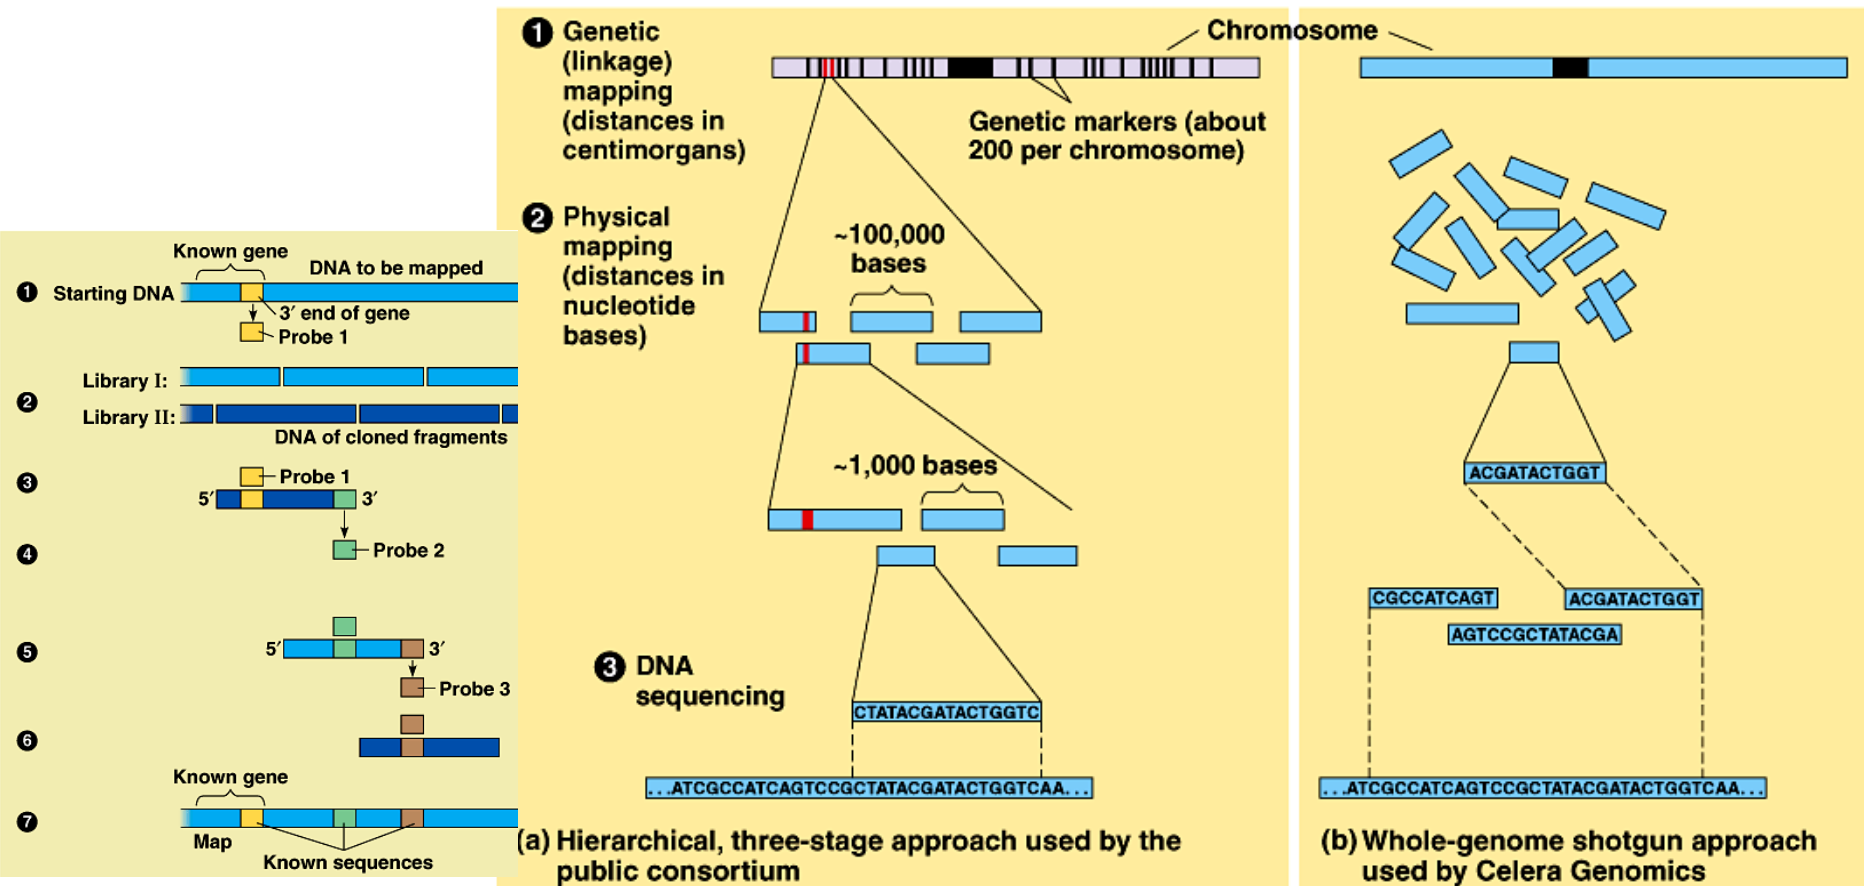 Known gene
DNA to be mapped
1 Starting DNA
3′ end of gene
Probe 1
Library I:
2
Library II:
DNA of cloned fragments
3
Probe 1
5′ 3′
4
Probe 2
5
5′ 3′
Probe 3
6
Known gene
7
Map
Known sequences
1 Genetic
(linkage)
mapping
(distances in
centimorgans)
Chromosome
Genetic markers (about
200 per chromosome)
2 Physical
mapping
(distances in
nucleotide
bases)
~100,000
bases
~1,000 bases
3 DNA
sequencing
CTATACGATACTGGTC
...ATCGCCATCAGTCCGCTATACGATACTGGTCAA...
(a) Hierarchical, three-stage approach used by the
public consortium
ACGATACTGGT
CGCCATCAGT
ACGATACTGGT
AGTCCGCTATACGA
...ATCGCCATCAGTCCGCTATACGATACTGGTCAA...
(b) Whole-genome shotgun approach
used by Celera Genomics